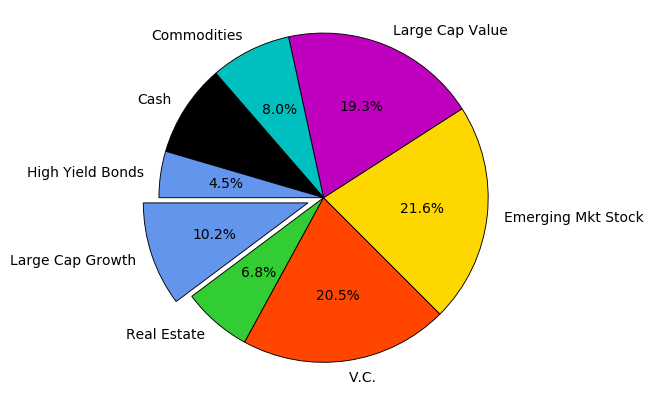 Large Cap Value
Commodities
19.3%
8.0%
Cash
High Yield Bonds
4.5%
21.6%
Emerging Mkt Stock
10.2%
Large Cap Growth
6.8%
20.5%
Real Estate
V.C.